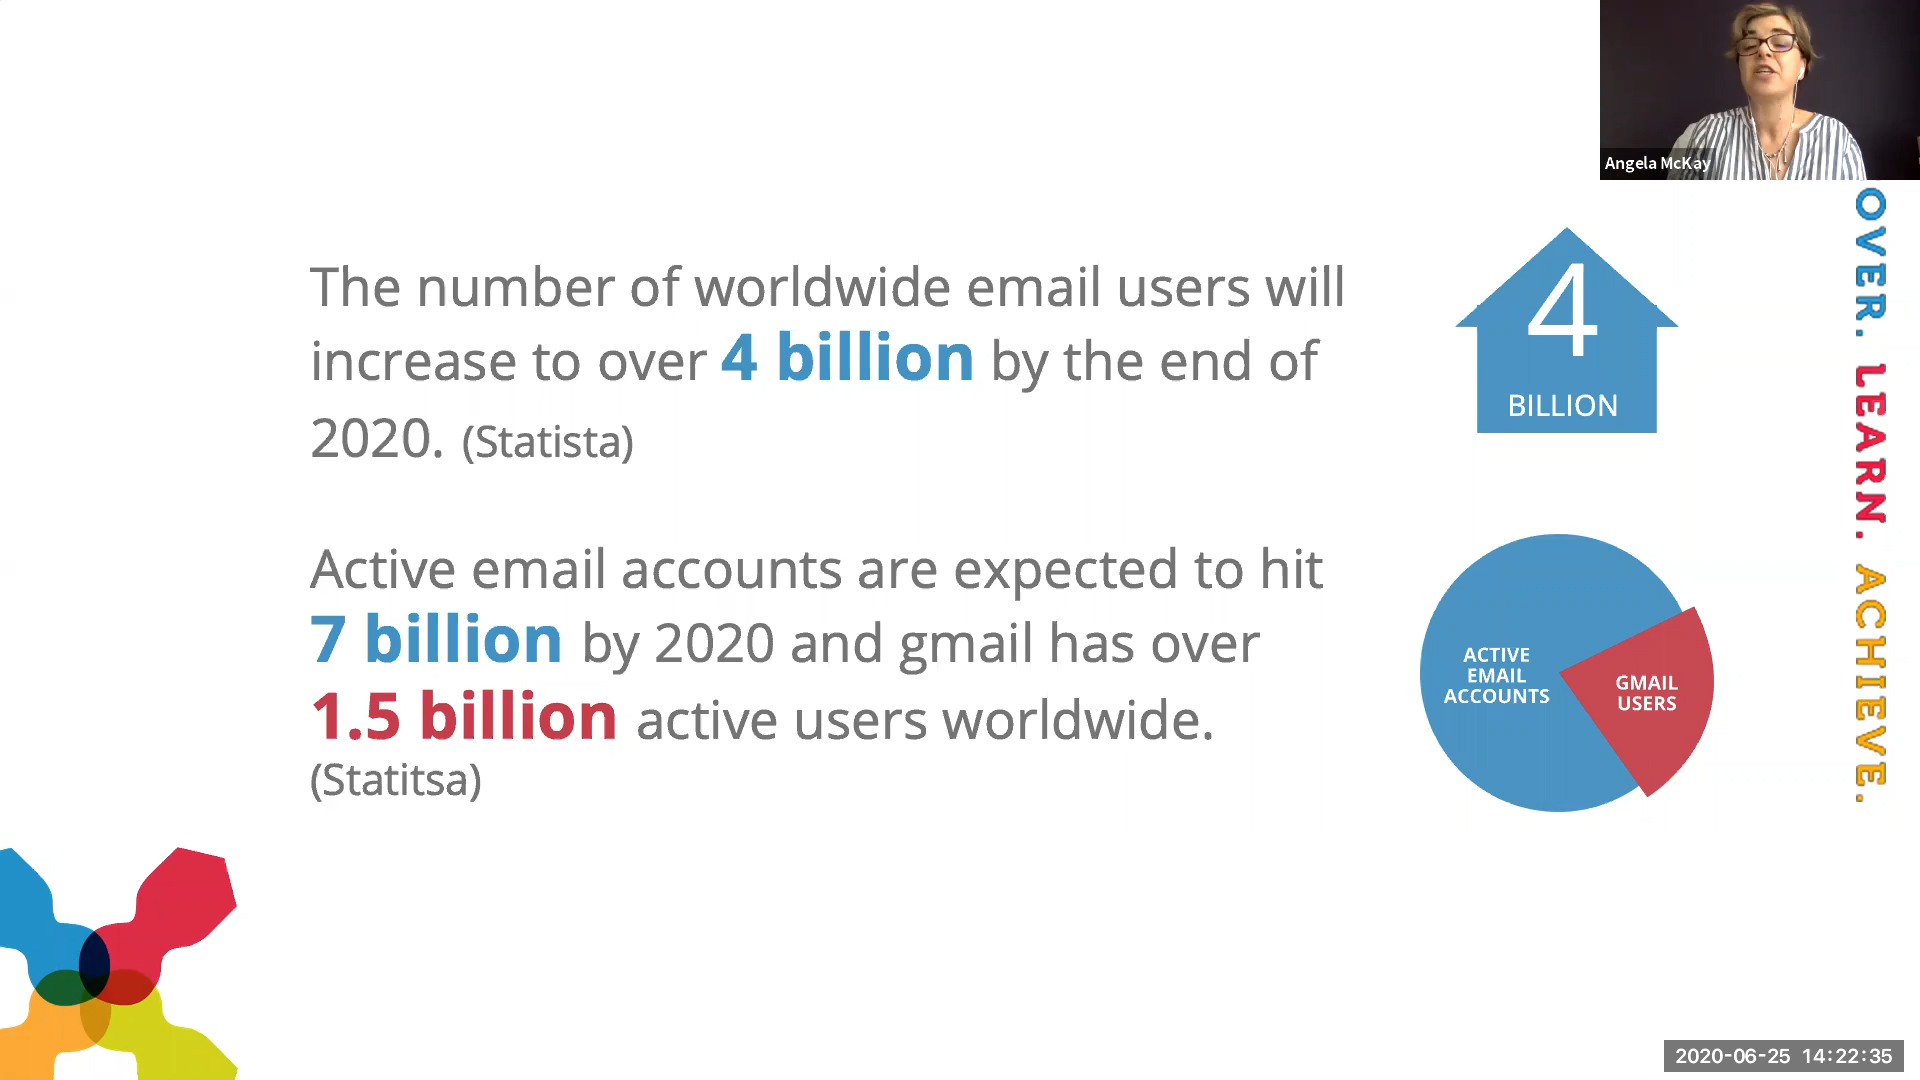 Angela McKay
The number of worldwide email users will
increase to over 4 billion by the end of
2020. (Statista)
4
BILLION
Active email accounts are expected to hit
7 billion by 2020 and gmail has over
1.5 billion active users worldwide.
(Statitsa)
ACTIVE
EMAIL
ACCOUNTS
GMAIL
USERS
OVER. LEARN. ACHIEVE.
2020-06-25 14:22:35